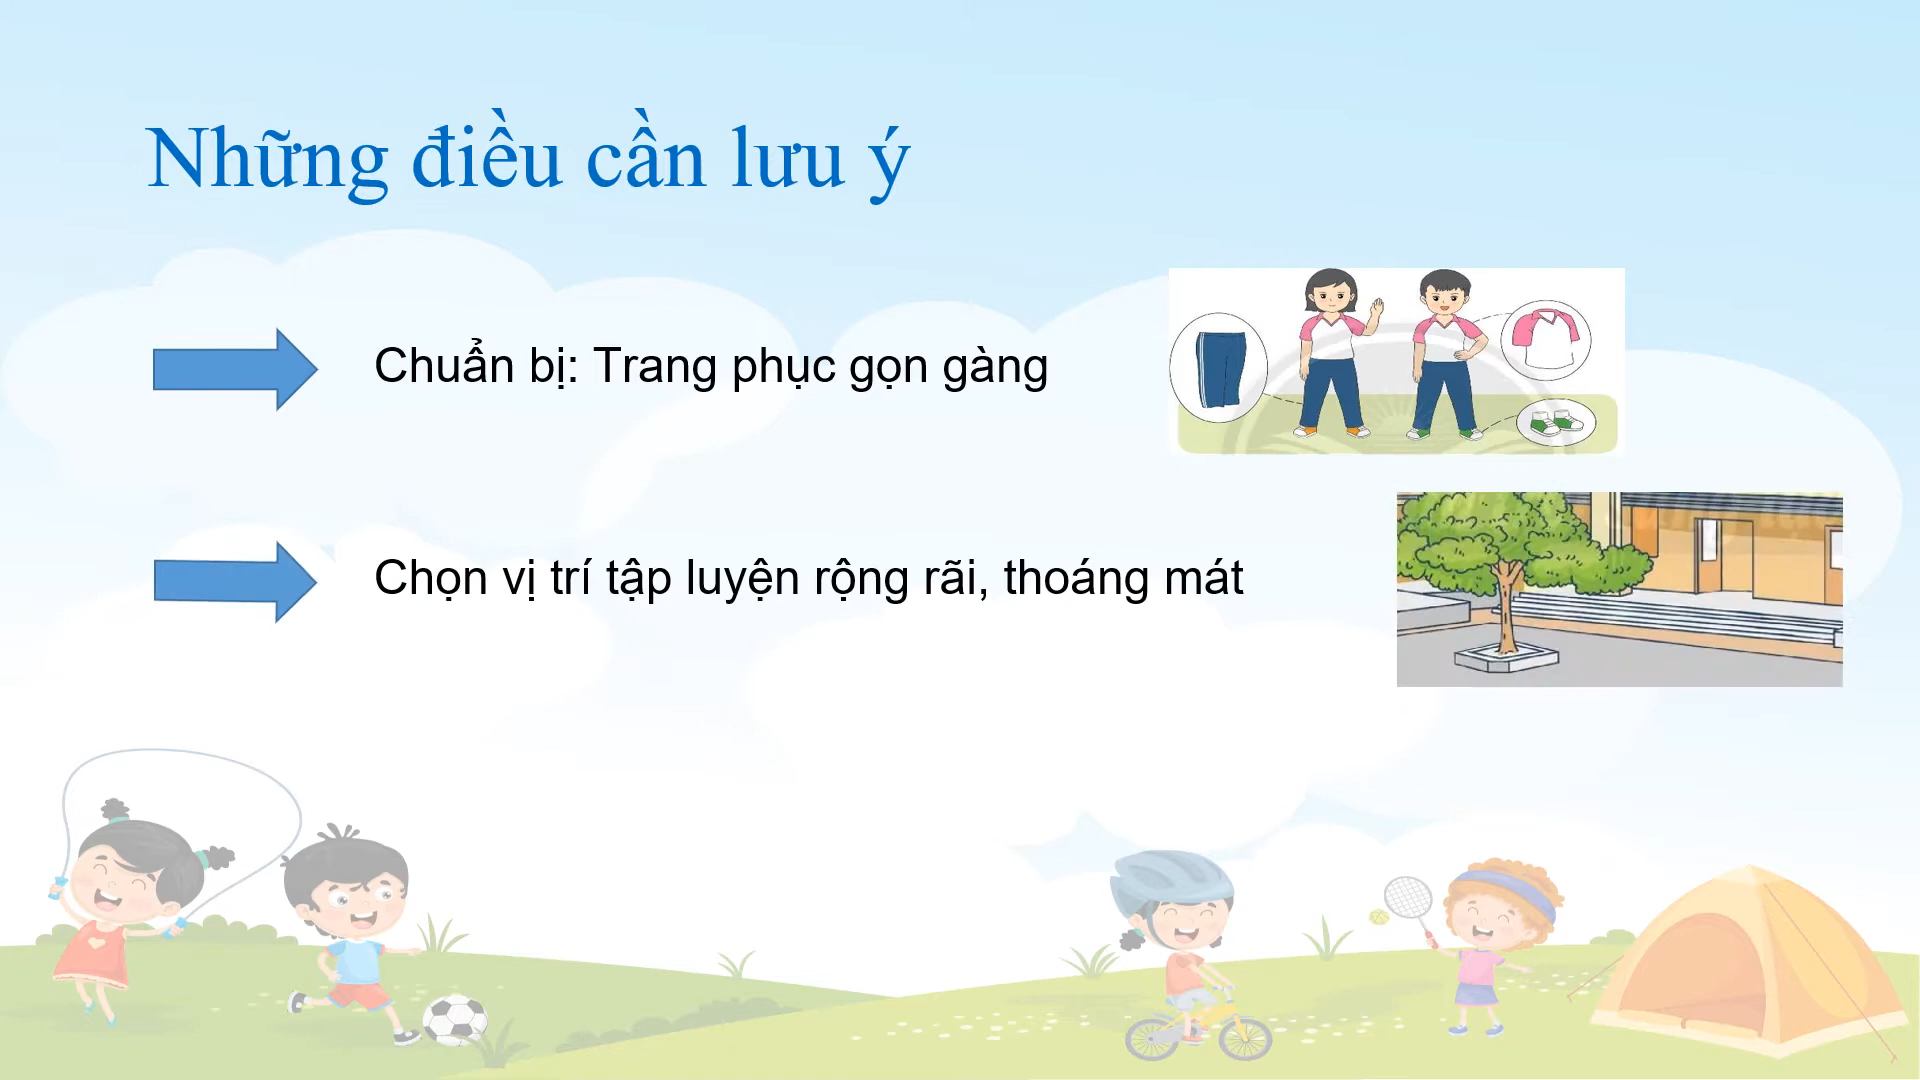 Những điều cần lưu ý
Chuẩn bị: Trang phục gọn gàng
Chọn vị trí tập luyện rộng rãi, thoáng mát